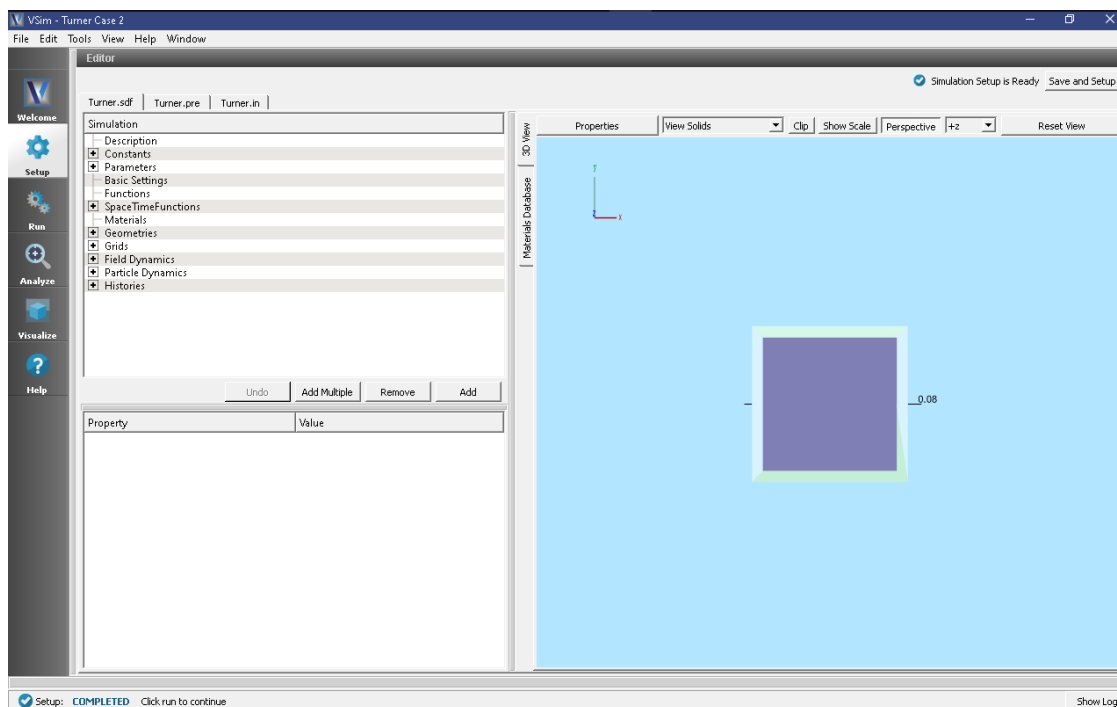 VSim - Turner Case 2
File Edit Tools View Help Window
Editor
Simulation Setup is Ready Save and Setup
Turner.sdf Turner.pre Turner.in
Welcome
Setup
Run
Analyze
Visualize
Help
Simulation
Description
Constants
Parameters
Basic Settings
Functions
SpaceTimeFunctions
Materials
Geometries
Grids
Field Dynamics
Particle Dynamics
Histories
Undo Add Multiple Remove Add
Property Value
3D View
Materials Database
Properties View Solids Clip Show Scale Perspective +z Reset View
y
z x
0.08
Setup: COMPLETED Click run to continue Show Log